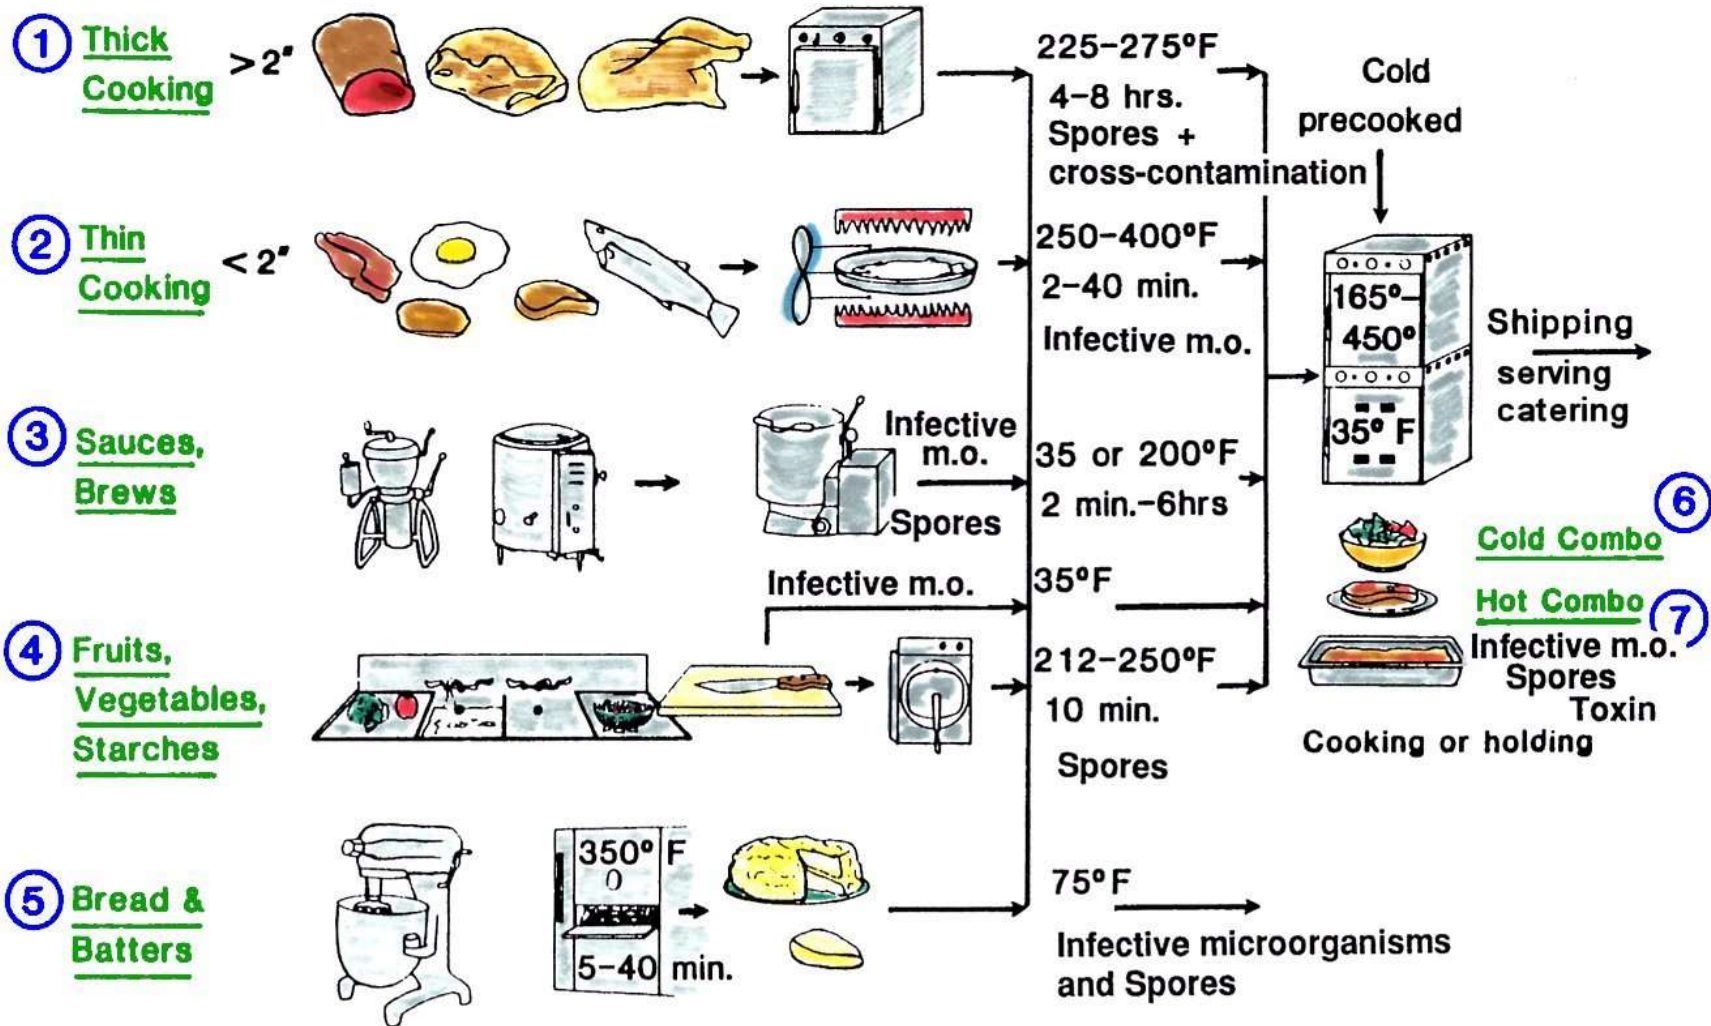 1 Thick
Cooking
>2"
225-275°F
4-8 hrs.
Spores +
cross-contamination
Cold
precooked
2 Thin
Cooking
<2"
250-400°F
2-40 min.
Infective m.o.
165°-
450°
35° F
Shipping
serving
catering
3 Sauces,
Brews
Infective
m.o.
Spores
35 or 200°F
2 min.-6hrs
6
Cold Combo
Hot Combo 7
Infective m.o.
Spores
Toxin
Cooking or holding
4 Fruits,
Vegetables,
Starches
Infective m.o.
35°F
212-250°F
10 min.
Spores
5 Bread &
Batters
350° F
5-40 min.
75°F
Infective microorganisms
and Spores